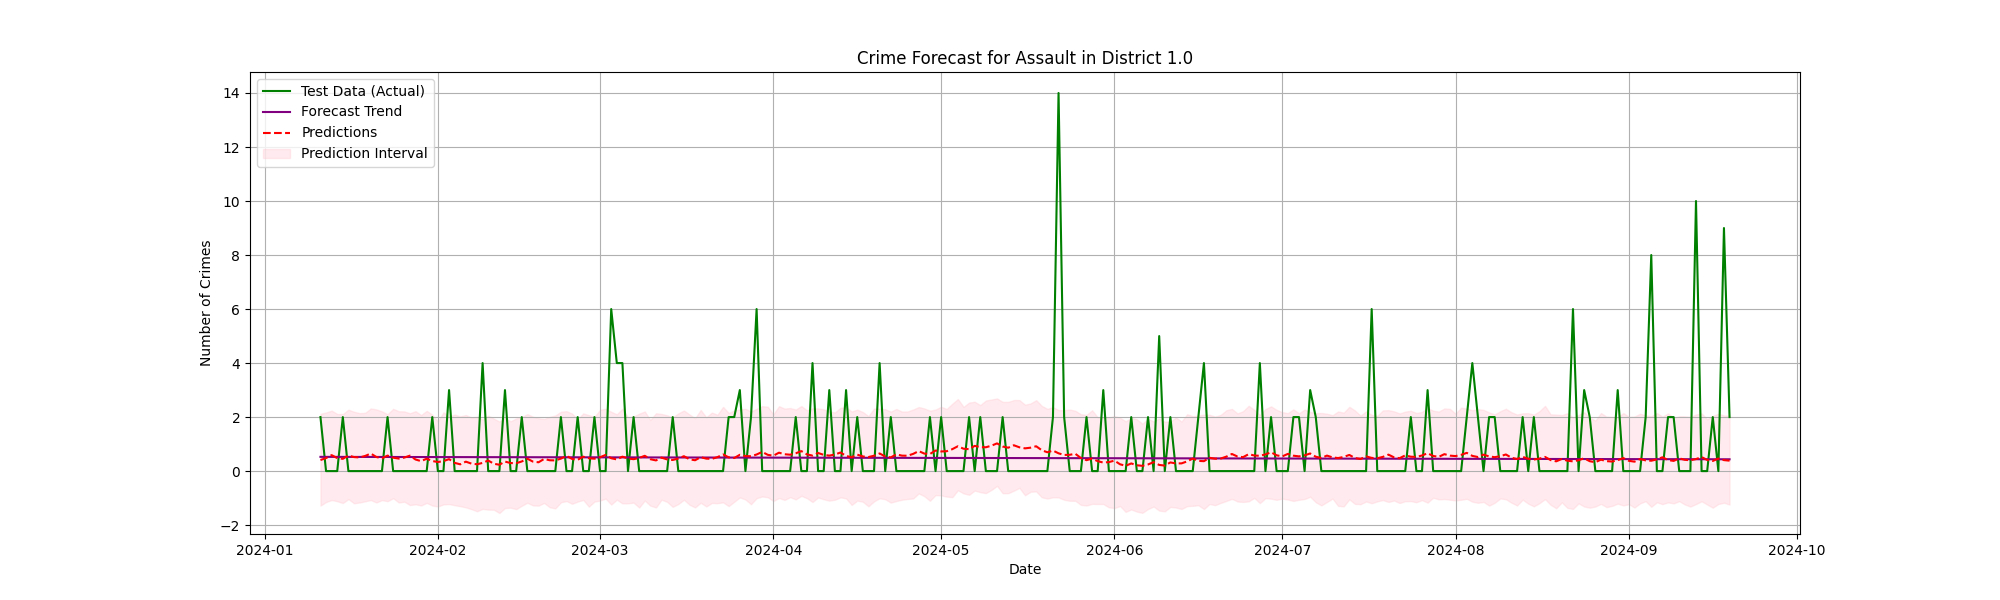 Crime Forecast for Assault in District 1.0
Test Data (Actual)
Forecast Trend
Predictions
Prediction Interval
Number of Crimes
14
12
10
8
6
4
2
0
−2
2024-01
2024-02
2024-03
2024-04
2024-05
2024-06
2024-07
2024-08
2024-09
2024-10
Date